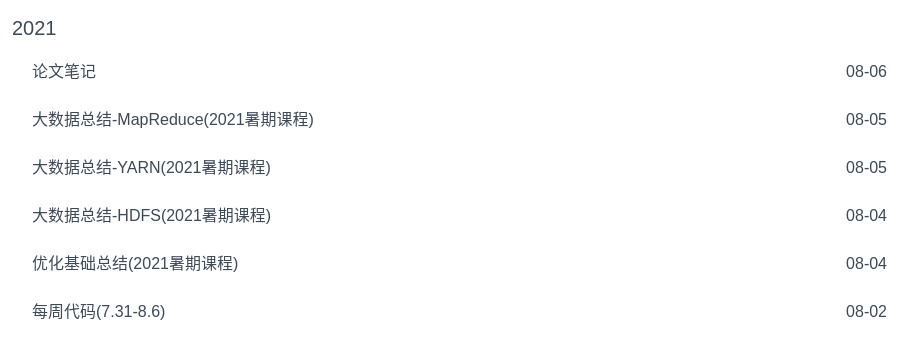 2021
论文笔记 08-06
大数据总结-MapReduce(2021暑期课程) 08-05
大数据总结-YARN(2021暑期课程) 08-05
大数据总结-HDFS(2021暑期课程) 08-04
优化基础总结(2021暑期课程) 08-04
每周代码(7.31-8.6) 08-02